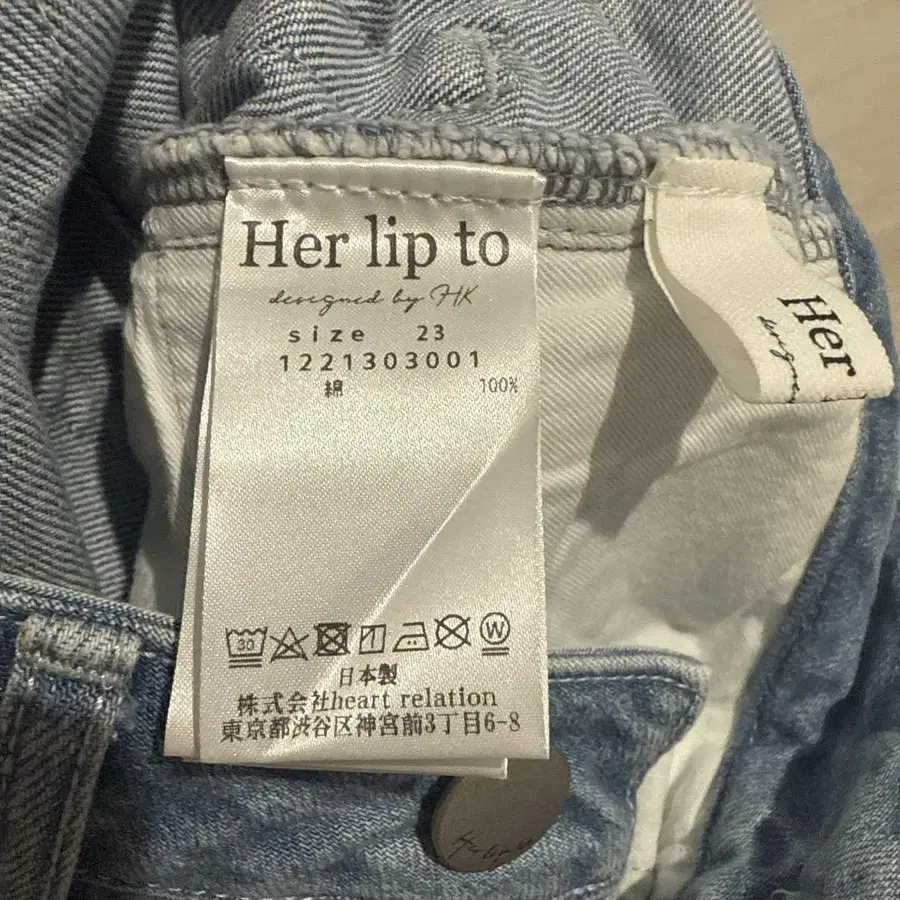 Her lip to
designed by HK
size 23
1221303001
綿 100%
30
W
日本製
株式会社heart relation
東京都渋谷区神宮前3丁目6-8
Her